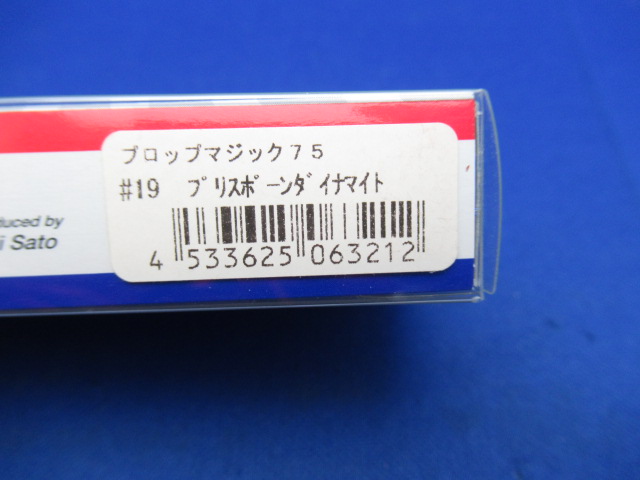 プロップマジック７５
#19 プリスポーンダイナマイト
4 533625 063212
duced by
i Sato